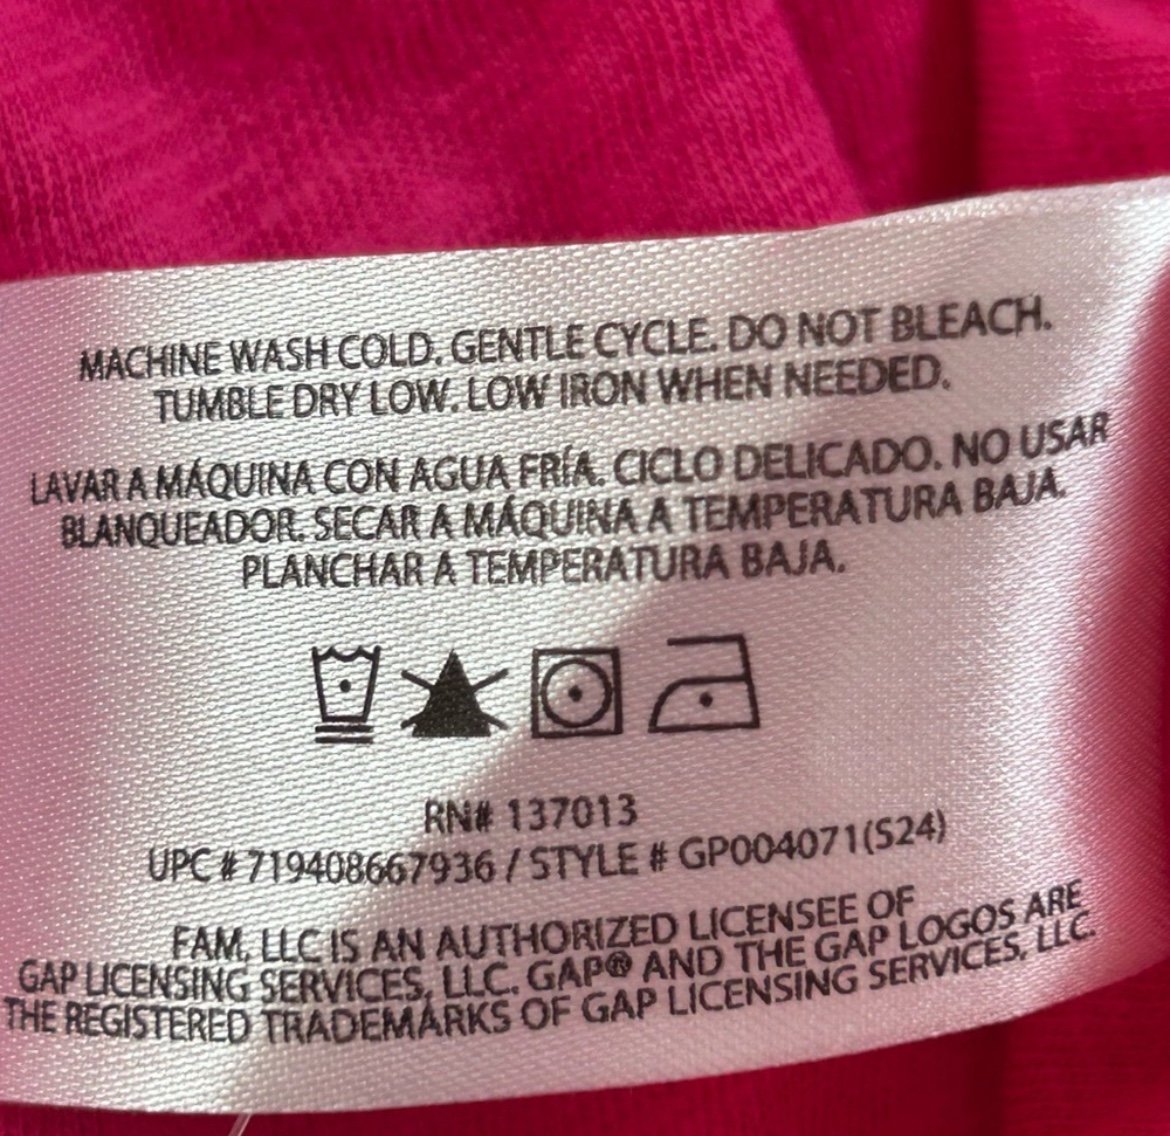 MACHINE WASH COLD. GENTLE CYCLE. DO NOT BLEACH.
TUMBLE DRY LOW. LOW IRON WHEN NEEDED.
LAVAR A MÁQUINA CON AGUA FRÍA. CICLO DELICADO. NO USAR
BLANQUEADOR. SECAR A MÁQUINA A TEMPERATURA BAJA.
PLANCHAR A TEMPERATURA BAJA.
RN# 137013
UPC # 719408667936 / STYLE # GP004071(S24)
FAM, LLC IS AN AUTHORIZED LICENSEE OF
GAP LICENSING SERVICES, LLC. GAP® AND THE GAP LOGOS ARE
THE REGISTERED TRADEMARKS OF GAP LICENSING SERVICES, LLC.